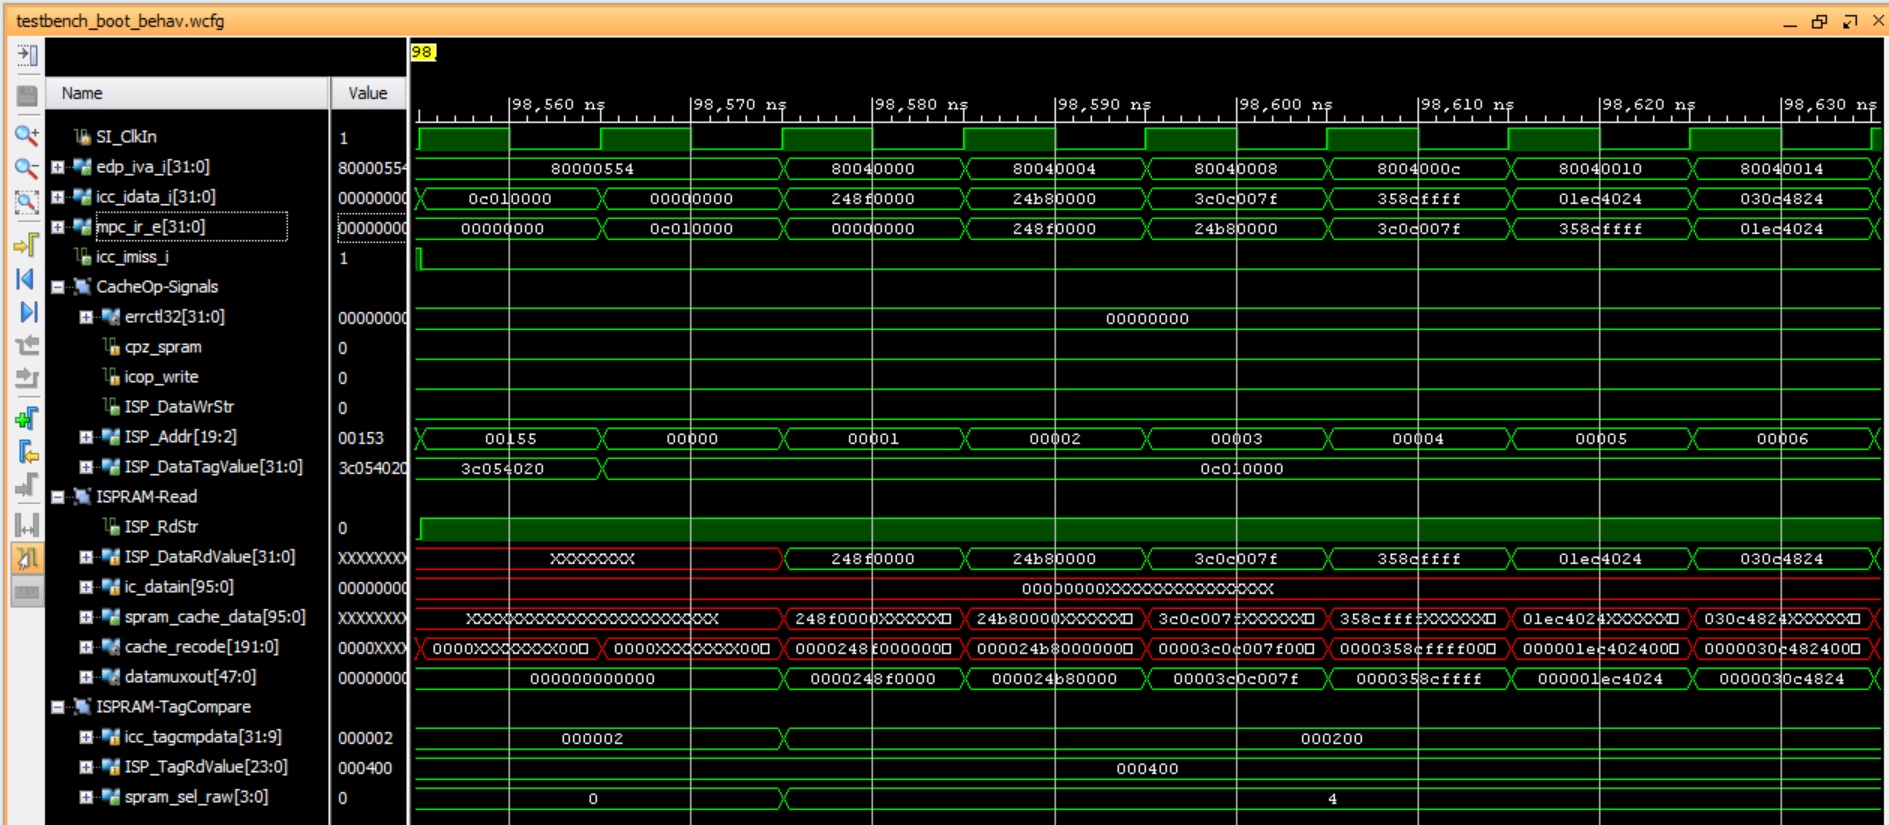 testbench_boot_behav.wcfg
98
Name Value
98,560 ns 98,570 ns 98,580 ns 98,590 ns 98,600 ns 98,610 ns 98,620 ns 98,630 ns
SI_ClkIn 1
edp_iva_i[31:0] 80000554 80000554 80040000 80040004 80040008 8004000c 80040010 80040014
icc_idata_i[31:0] 00000000 0c010000 00000000 248f0000 24b80000 3c0c007f 358cffff 01ec4024 030c4824
mpc_ir_e[31:0] 00000000 00000000 0c010000 00000000 248f0000 24b80000 3c0c007f 358cffff 01ec4024
icc_imiss_i 1
CacheOp-Signals
errctl32[31:0] 00000000 00000000
cpz_spram 0
icop_write 0
ISP_DataWrStr 0
ISP_Addr[19:2] 00153 00155 00000 00001 00002 00003 00004 00005 00006
ISP_DataTagValue[31:0] 3c054020 3c054020 0c010000
ISPRAM-Read
ISP_RdStr 0
ISP_DataRdValue[31:0] XXXXXXXX XXXXXXXX 248f0000 24b80000 3c0c007f 358cffff 01ec4024 030c4824
ic_datain[95:0] 00000000 00000000XXXXXXXXXXXXXXXX
spram_cache_data[95:0] XXXXXXXX XXXXXXXXXXXXXXXXXXXXXXXX 248f0000XXXXXX 24b80000XXXXXX 3c0c007fXXXXXX 358cffffXXXXXX 01ec4024XXXXXX 030c4824XXXXXX
cache_recode[191:0] 0000XXXX 0000XXXXXXXX00 0000XXXXXXXX00 0000248f000000 000024b8000000 00003c0c007f00 0000358cffff00 000001ec402400 0000030c482400
datamuxout[47:0] 00000000 000000000000 0000248f0000 000024b80000 00003c0c007f 0000358cffff 000001ec4024 0000030c4824
ISPRAM-TagCompare
icc_tagcmpdata[31:9] 000002 000002 000200
ISP_TagRdValue[23:0] 000400 000400
spram_sel_raw[3:0] 0 0 4